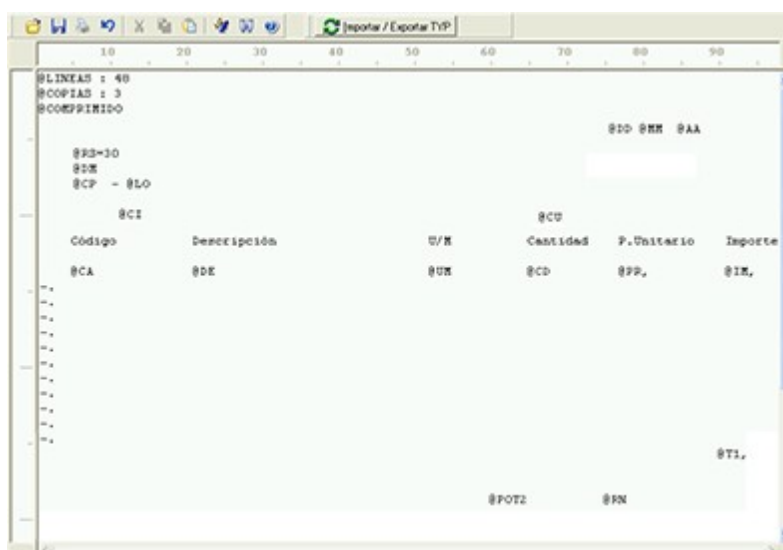 Importar / Exportar TYP
10 20 30 40 50 60 70 80 90
@LINEAS : 48
@COPIAS : 3
@COMPRIMIDO
@DD @MM @AA
@RS=30
@DM
@CP - @LO
@CI @CU
Código Descripción U/M Cantidad P.Unitario Importe
@CA @DE @UM @CD @PR, @IM,
-.
-.
-.
-.
-.
-.
-.
-.
-.
-.
-.
@T1,
@POT2 @RN